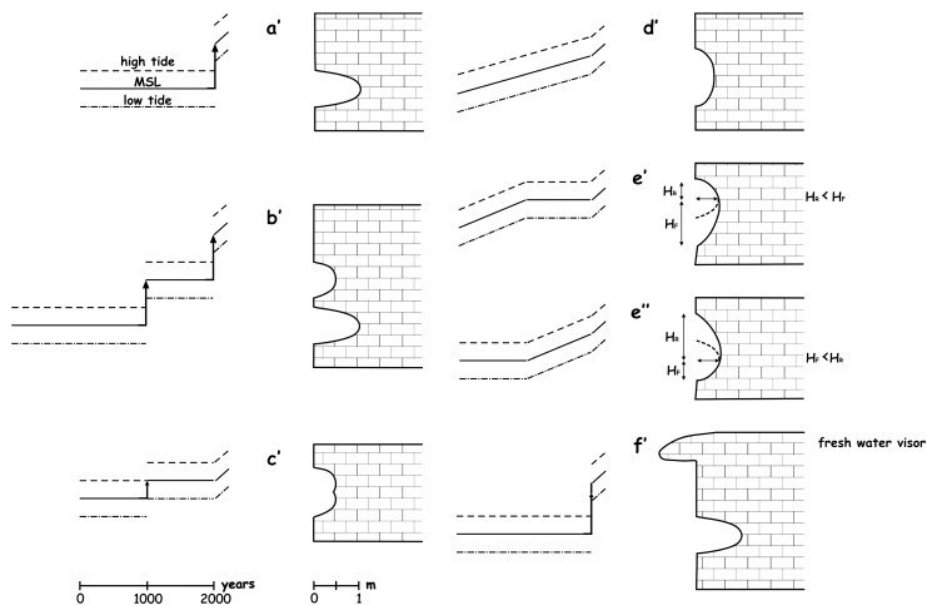 a'
high tide
MSL
low tide
b'
c'
years
0 1000 2000
m
0 1
d'
e'
HR
HF
HR < HF
e''
HR
HF
HF < HR
f'
fresh water visor